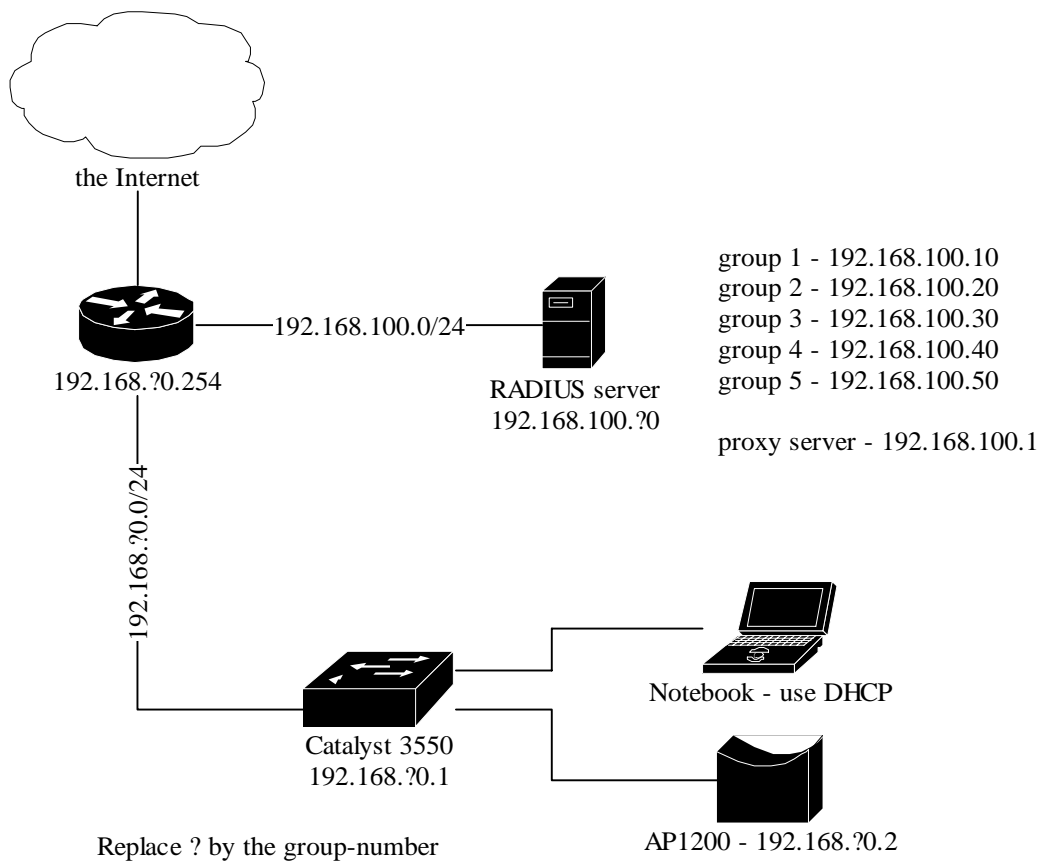 the Internet
group 1 - 192.168.100.10
group 2 - 192.168.100.20
group 3 - 192.168.100.30
group 4 - 192.168.100.40
group 5 - 192.168.100.50
proxy server - 192.168.100.1
192.168.100.0/24
192.168.?0.254
RADIUS server
192.168.100.?0
192.168.?0.0/24
Notebook - use DHCP
Catalyst 3550
192.168.?0.1
AP1200 - 192.168.?0.2
Replace ? by the group-number